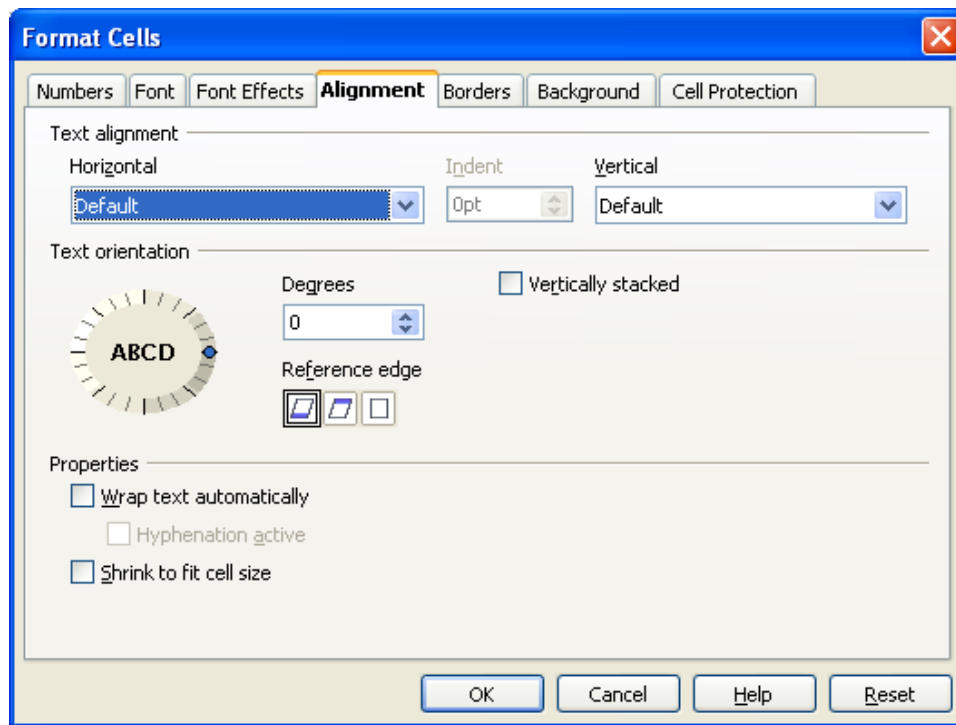 Format Cells
Numbers Font Font Effects Alignment Borders Background Cell Protection
Text alignment
Horizontal Indent Vertical
Default 0pt Default
Text orientation
Degrees Vertically stacked
0
ABCD
Reference edge
Properties
Wrap text automatically
Hyphenation active
Shrink to fit cell size
OK Cancel Help Reset